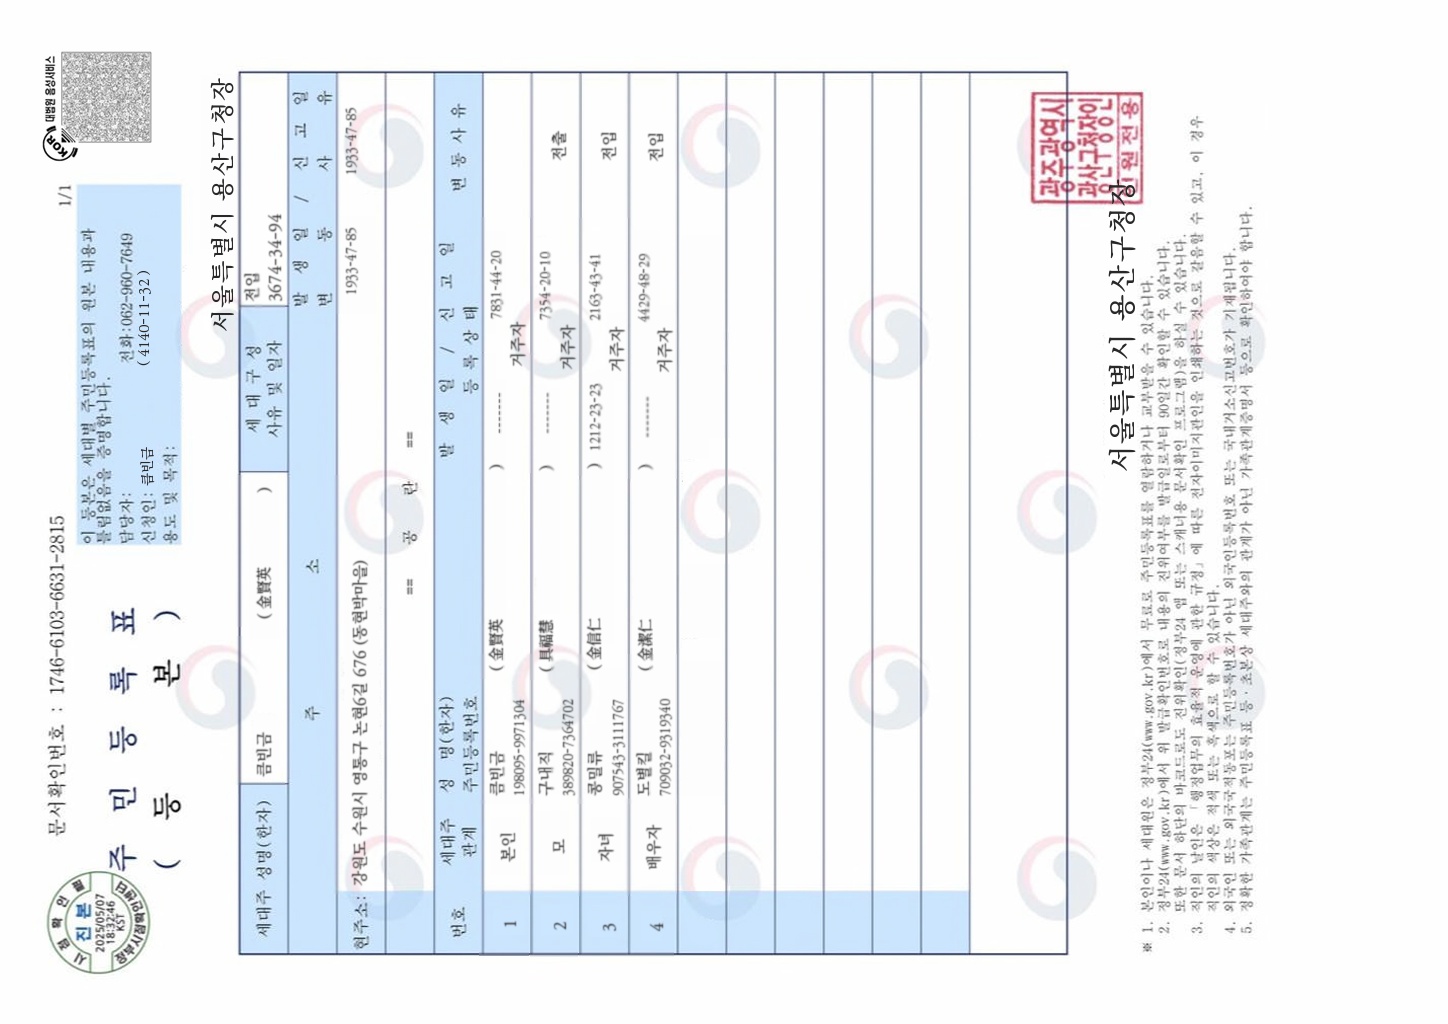 문서확인번호 : 1746-6103-6631-2815
1/1
대법원 음성서비스
KOR
시점확인필
진본
2025/05/07
18:32:46
KST
정부시점확인센터
주 민 등 록 표
( 등 본 )
이 등본은 세대별 주민등록표의 원본 내용과
틀림없음을 증명합니다.
담당자: 전화:062-960-7649
신청인: 큼빈금 (4140-11-32)
용도 및 목적:
서울특별시 용산구청장
세대주 성명(한자) 큼빈금 (金賢英 ) 세 대 구 성 사유 및 일자 전입 3674-34-94
주 소 발 생 일 / 신 고 일
변 동 사 유
현주소: 강원도 수원시 영통구 논현6길 676 (동현박마을) 1933-47-85 1933-47-85
== 공 란 ==
번호 세대주 관계 성 명(한자) 주민등록번호 발 생 일 / 신 고 일 등 록 상 태 변 동 사 유
1 본인 큼빈금 (金賢英 ) ------- 7831-44-20
198095-9971304 거주자
2 모 구내직 (具福慧 ) ------- 7354-20-10 전출
389820-7364702 거주자
3 자녀 콩밀류 (金信仁 ) 1212-23-23 2163-43-41 전입
907543-3111767 거주자
4 배우자 도별킬 (金潔仁 ) ------- 4429-48-29 전입
709032-9319340 거주자
서울특별시 용산구청장
광주광역시
광산구청장인
민원전용
※ 1. 본인이나 세대원은 정부24(www.gov.kr)에서 무료로 주민등록표를 열람하거나 교부받을 수 있습니다.
2. 정부24(www.gov.kr)에서 위 발급확인번호로 내용의 진위여부를 발급일로부터 90일간 확인할 수 있습니다.
또한 문서 하단의 바코드로도 진위확인(정부24 앱 또는 스캐너용 문서확인 프로그램)을 하실 수 있습니다.
3. 직인의 날인은 「행정업무의 효율적 운영에 관한 규정」에 따른 전자이미지관인을 인쇄하는 것으로 갈음할 수 있고, 이 경우
직인의 색상은 적색 또는 흑색으로 할 수 있습니다.
4. 외국인 또는 외국국적동포는 주민등록번호가 아닌 외국인등록번호 또는 국내거소신고번호가 기재됩니다.
5. 정확한 가족관계는 주민등록표 등·초본상 세대주와의 관계가 아닌 가족관계증명서 등으로 확인하여야 합니다.